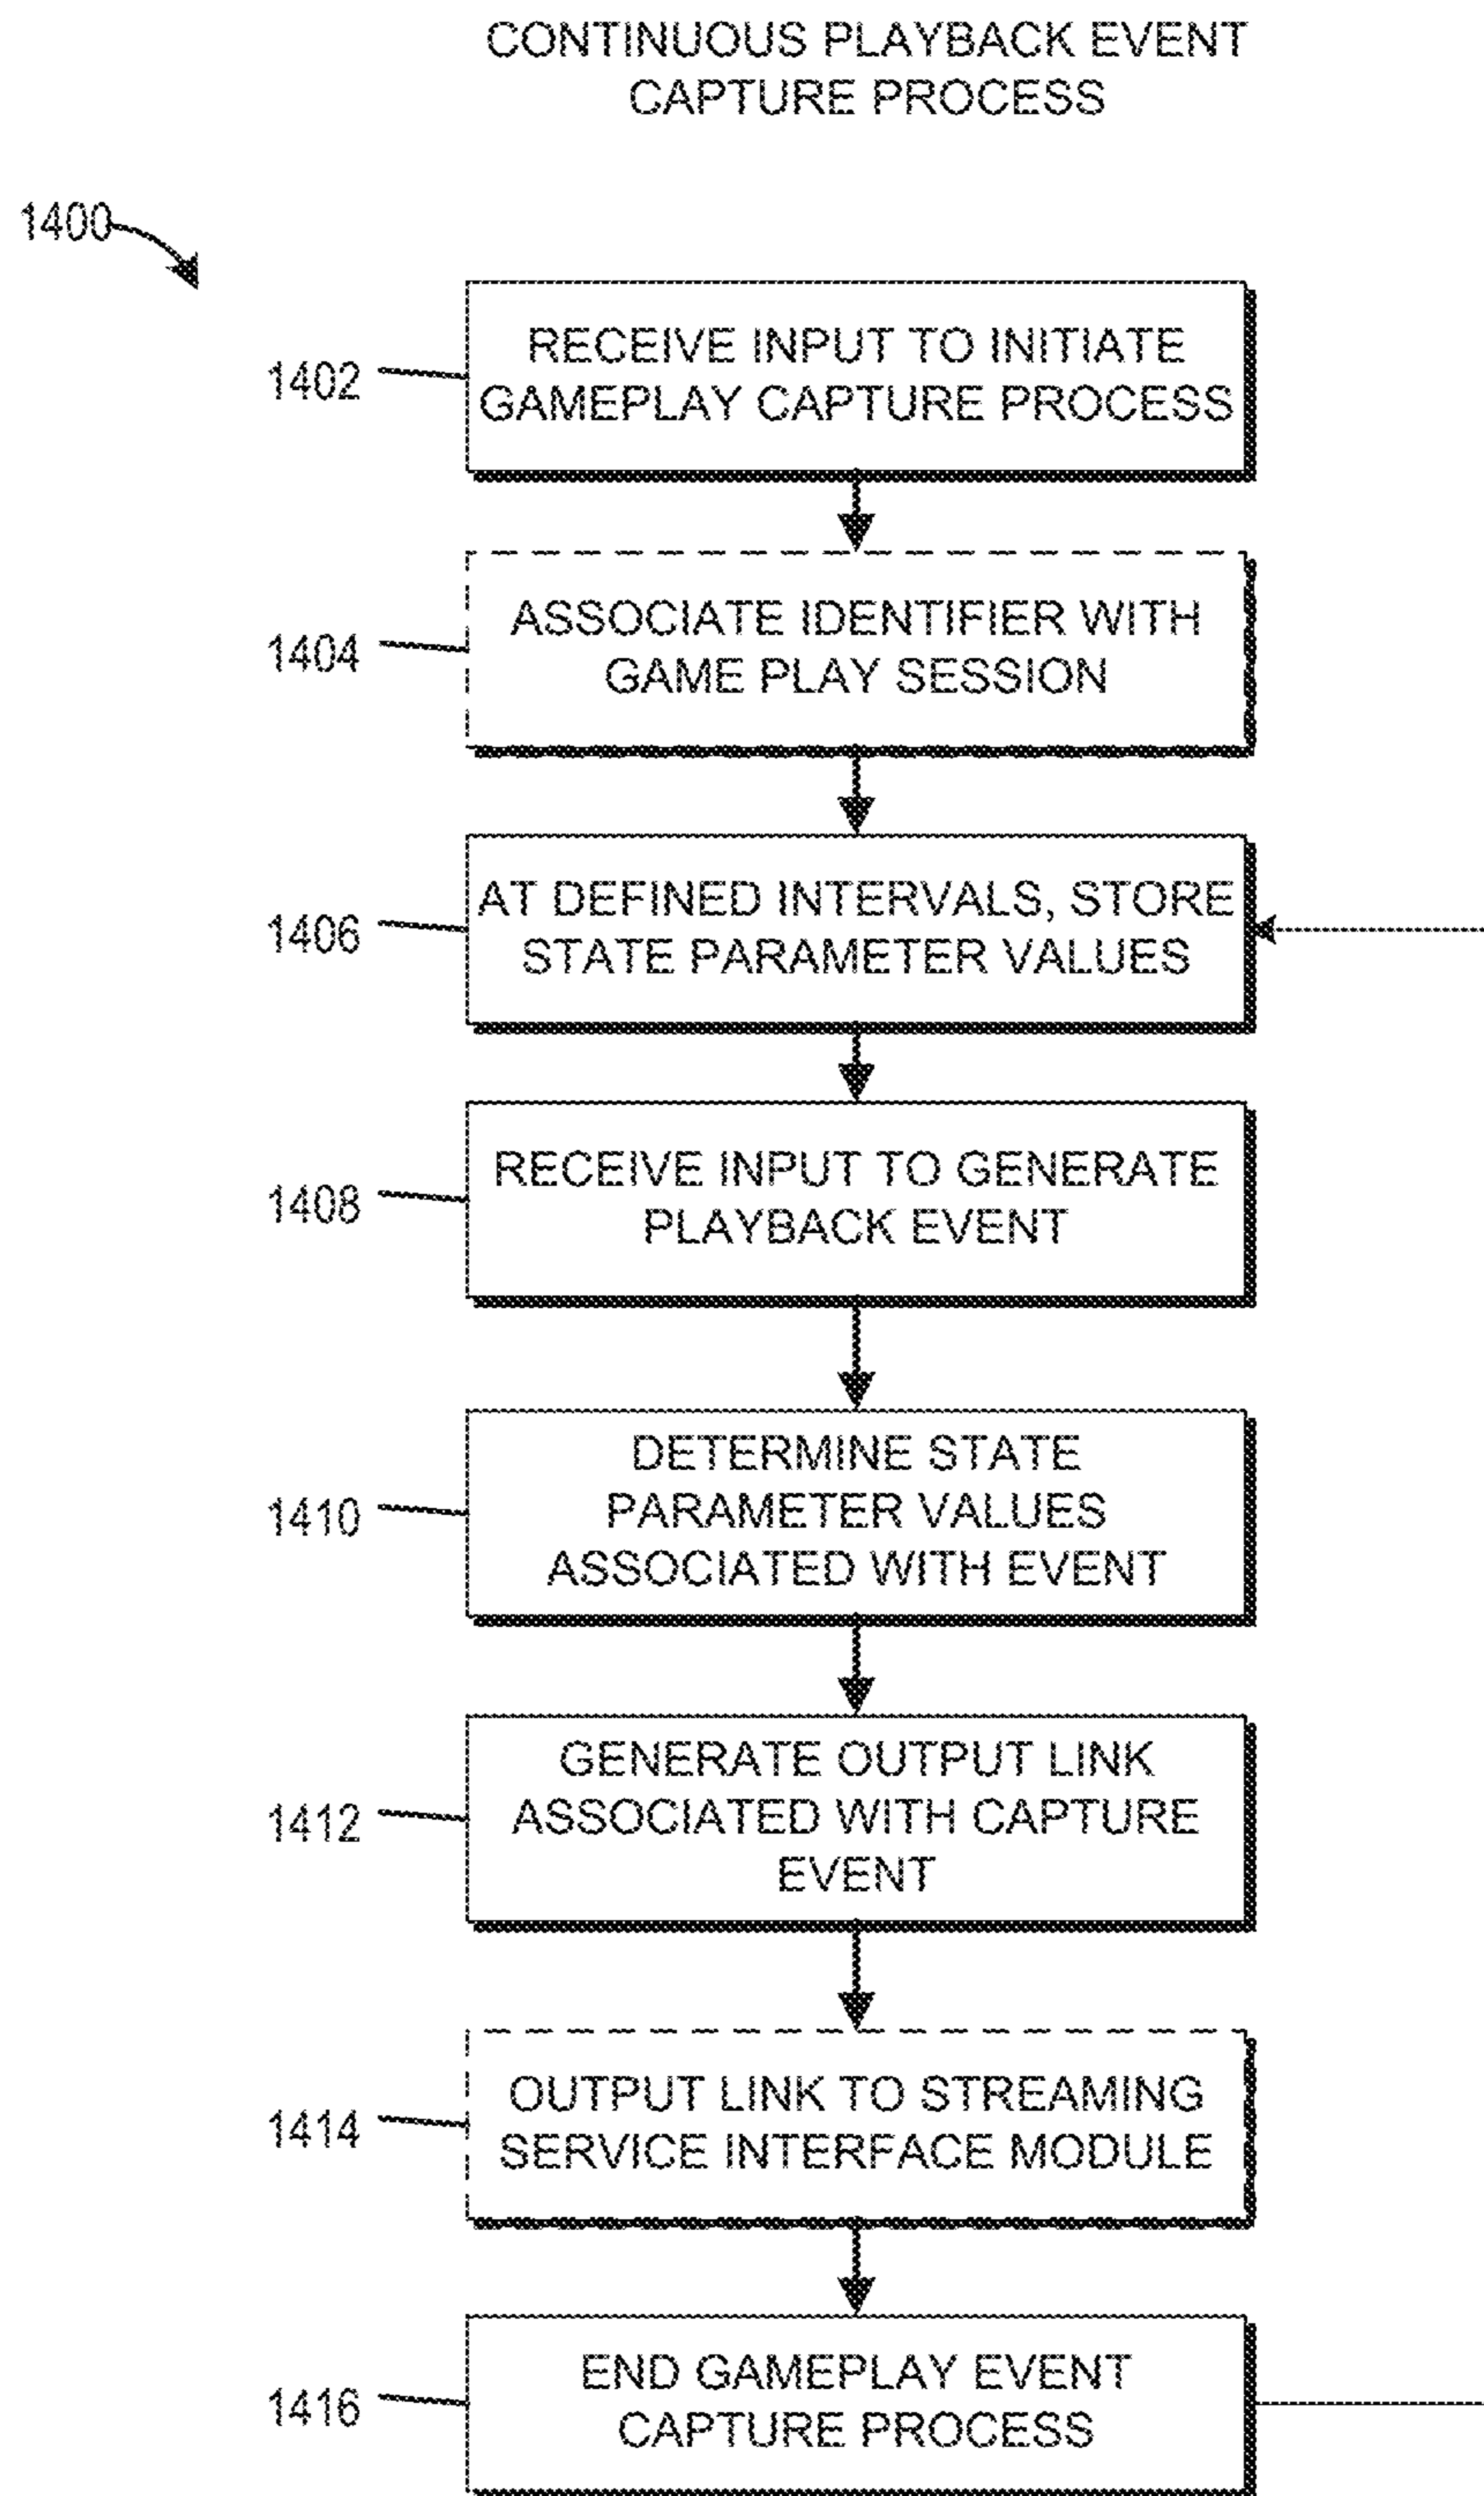 CONTINUOUS PLAYBACK EVENT
CAPTURE PROCESS
1400
1402
RECEIVE INPUT TO INITIATE
GAMEPLAY CAPTURE PROCESS
1404
ASSOCIATE IDENTIFIER WITH
GAME PLAY SESSION
1406
AT DEFINED INTERVALS, STORE
STATE PARAMETER VALUES
1408
RECEIVE INPUT TO GENERATE
PLAYBACK EVENT
1410
DETERMINE STATE
PARAMETER VALUES
ASSOCIATED WITH EVENT
1412
GENERATE OUTPUT LINK
ASSOCIATED WITH CAPTURE
EVENT
1414
OUTPUT LINK TO STREAMING
SERVICE INTERFACE MODULE
1416
END GAMEPLAY EVENT
CAPTURE PROCESS